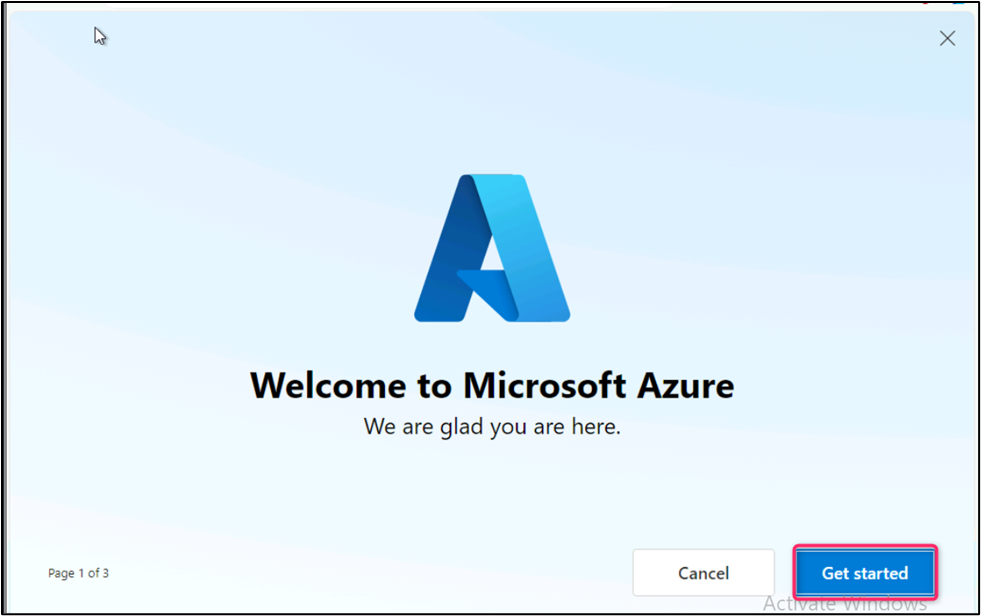 Welcome to Microsoft Azure
We are glad you are here.
Page 1 of 3
Cancel
Get started
Activate Windows